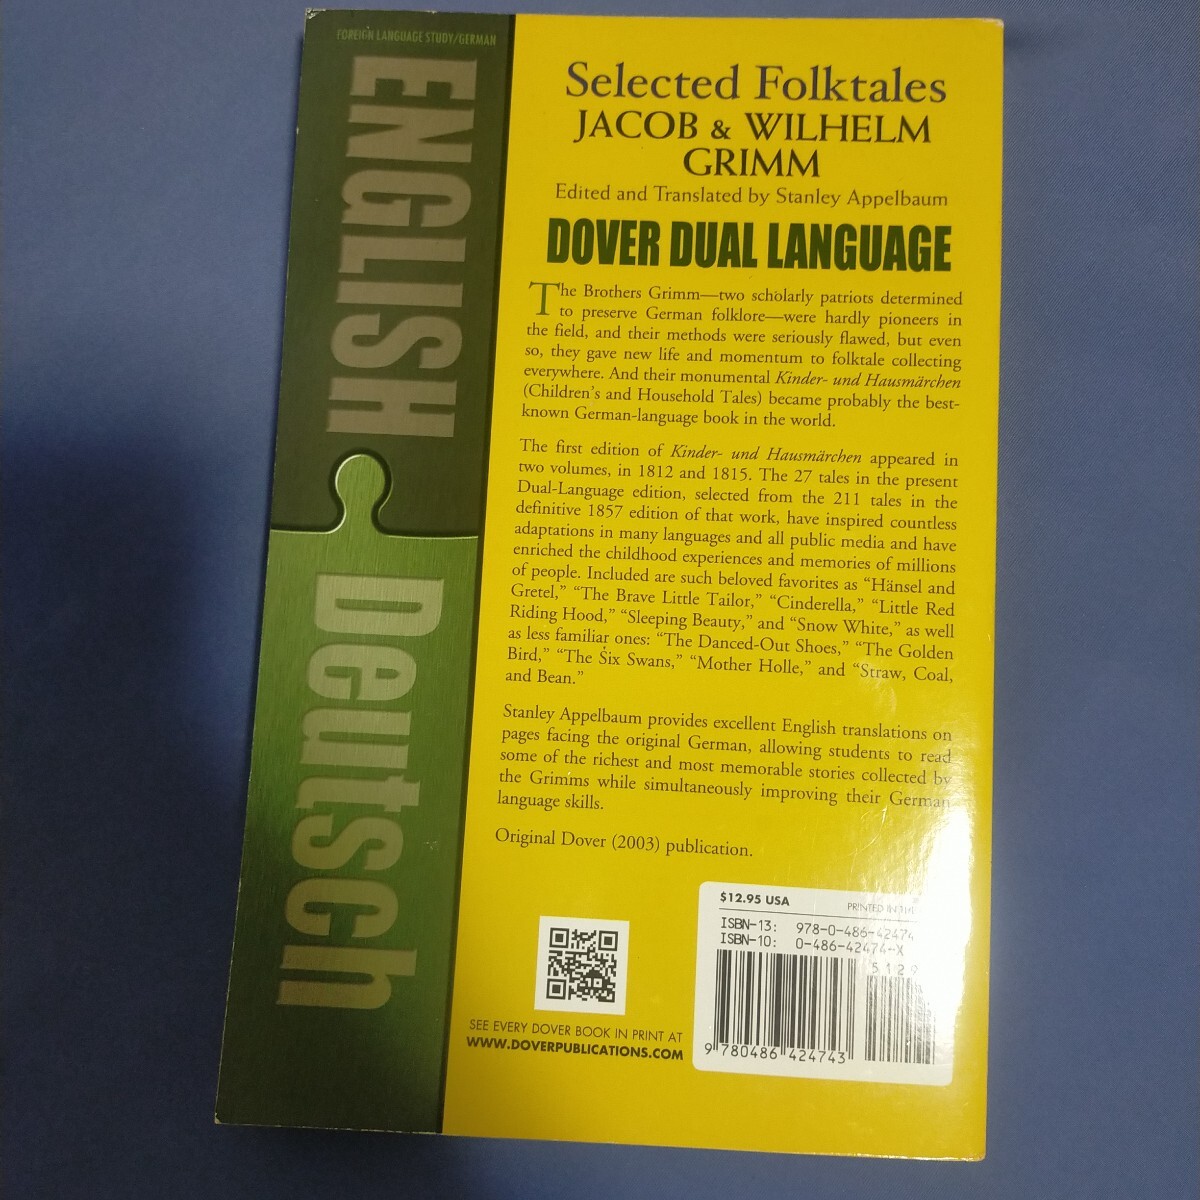 FOREIGN LANGUAGE STUDY/GERMAN
ENGLISH
Deutsch
Selected Folktales
JACOB & WILHELM
GRIMM
Edited and Translated by Stanley Appelbaum
DOVER DUAL LANGUAGE
The Brothers Grimm—two scholarly patriots determined
to preserve German folklore—were hardly pioneers in
the field, and their methods were seriously flawed, but even
so, they gave new life and momentum to folktale collecting
everywhere. And their monumental Kinder- und Hausmärchen
(Children's and Household Tales) became probably the best-
known German-language book in the world.
The first edition of Kinder- und Hausmärchen appeared in
two volumes, in 1812 and 1815. The 27 tales in the present
Dual-Language edition, selected from the 211 tales in the
definitive 1857 edition of that work, have inspired countless
adaptations in many languages and all public media and have
enriched the childhood experiences and memories of millions
of people. Included are such beloved favorites as “Hänsel and
Gretel,” “The Brave Little Tailor,” “Cinderella,” “Little Red
Riding Hood,” “Sleeping Beauty,” and “Snow White,” as well
as less familiar ones: “The Danced-Out Shoes,” “The Golden
Bird,” “The Six Swans,” “Mother Holle,” and “Straw, Coal,
and Bean.”
Stanley Appelbaum provides excellent English translations on
pages facing the original German, allowing students to read
some of the richest and most memorable stories collected by
the Grimms while simultaneously improving their German
language skills.
Original Dover (2003) publication.
$12.95 USA
PRINTED IN
ISBN-13: 978-0-486-42474
ISBN-10: 0-486-42474-X
5129
9 780486 424743
SEE EVERY DOVER BOOK IN PRINT AT
WWW.DOVERPUBLICATIONS.COM